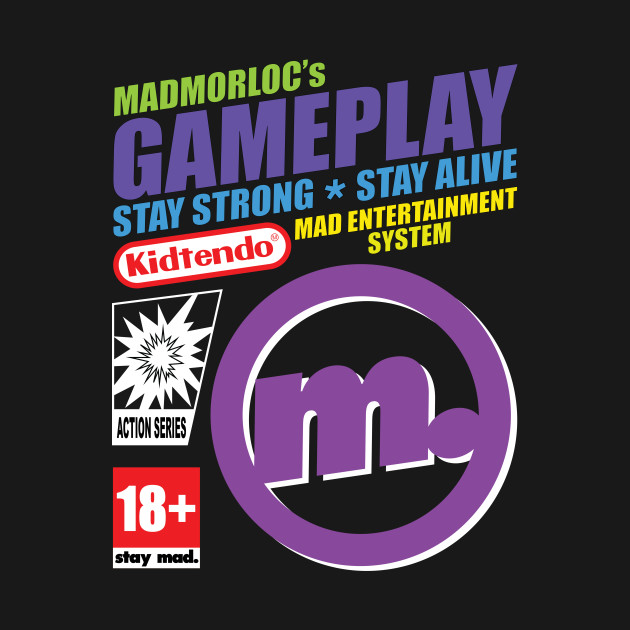 MADMORLOC's
GAMEPLAY
STAY STRONG * STAY ALIVE
Kidtendo Ⓜ
MAD ENTERTAINMENT
SYSTEM
ACTION SERIES
m.
18+
stay mad.